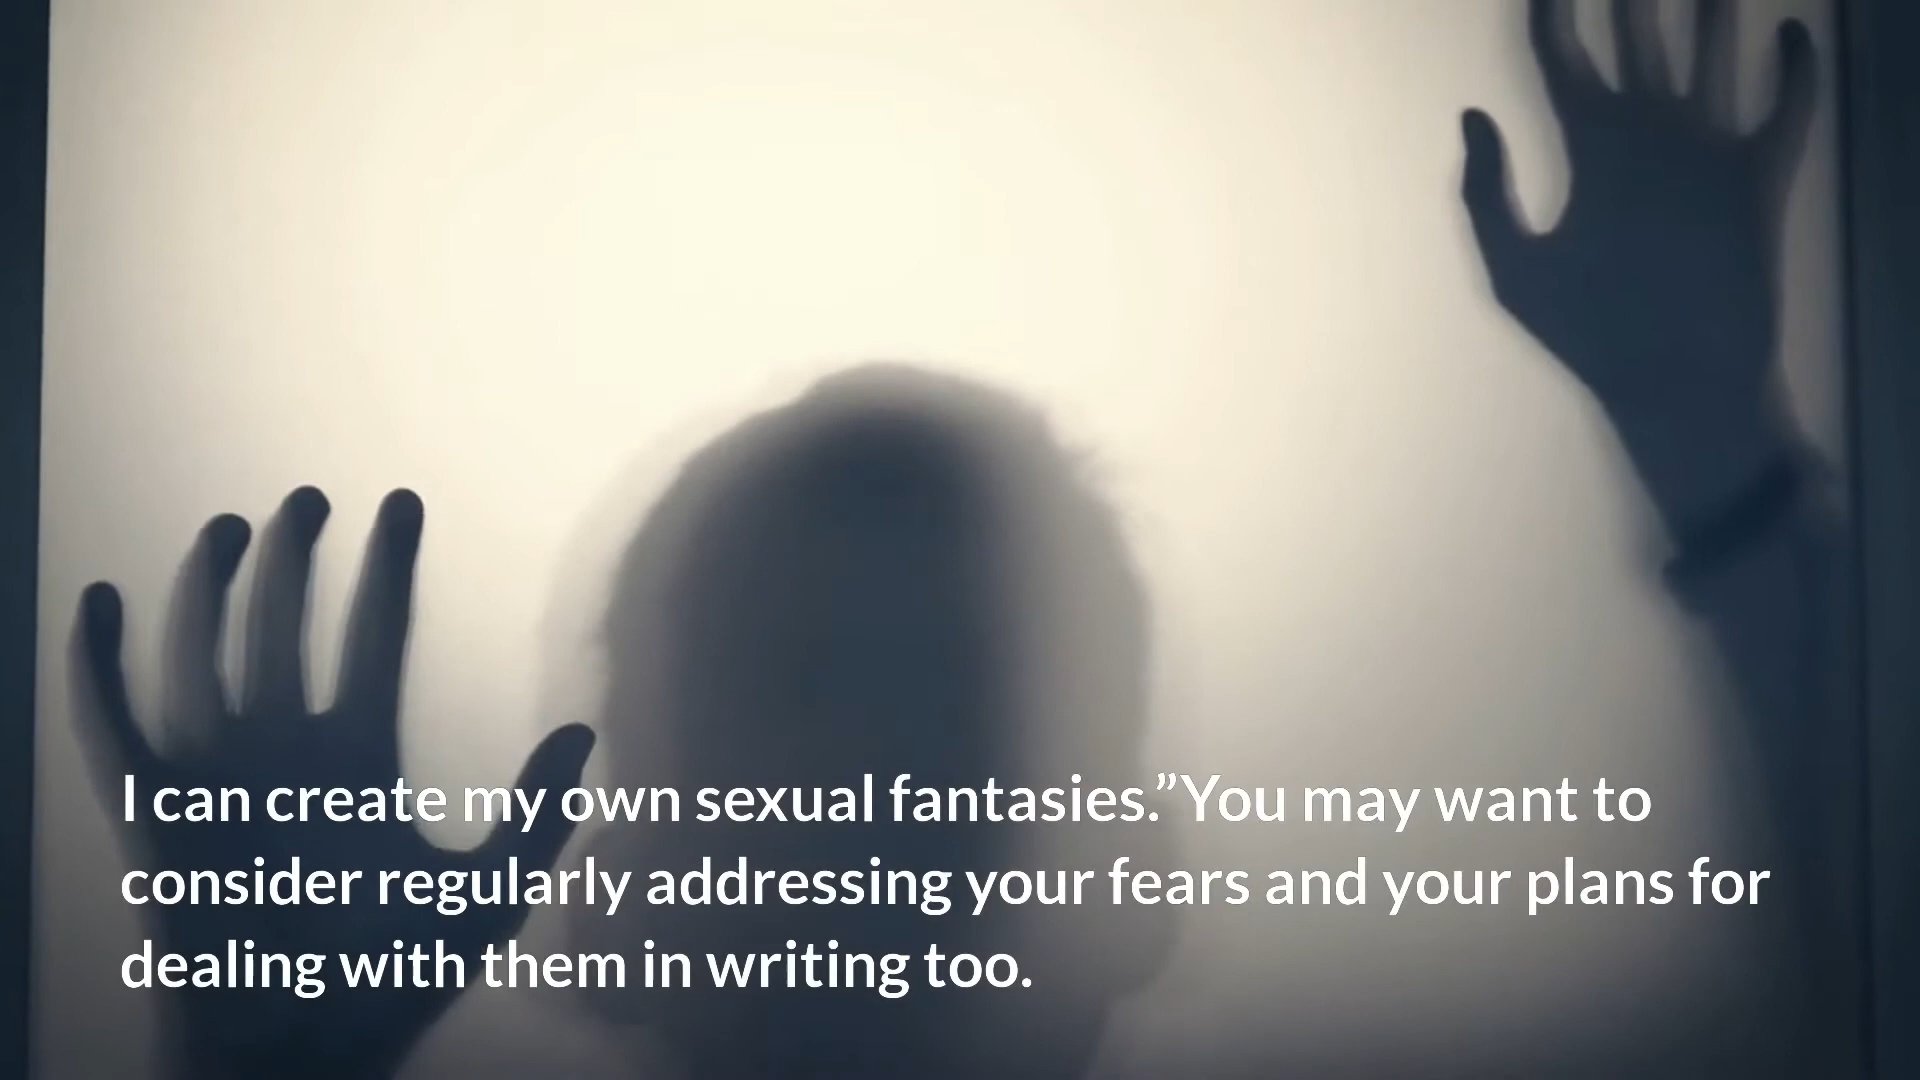 I can create my own sexual fantasies.”You may want to
consider regularly addressing your fears and your plans for
dealing with them in writing too.